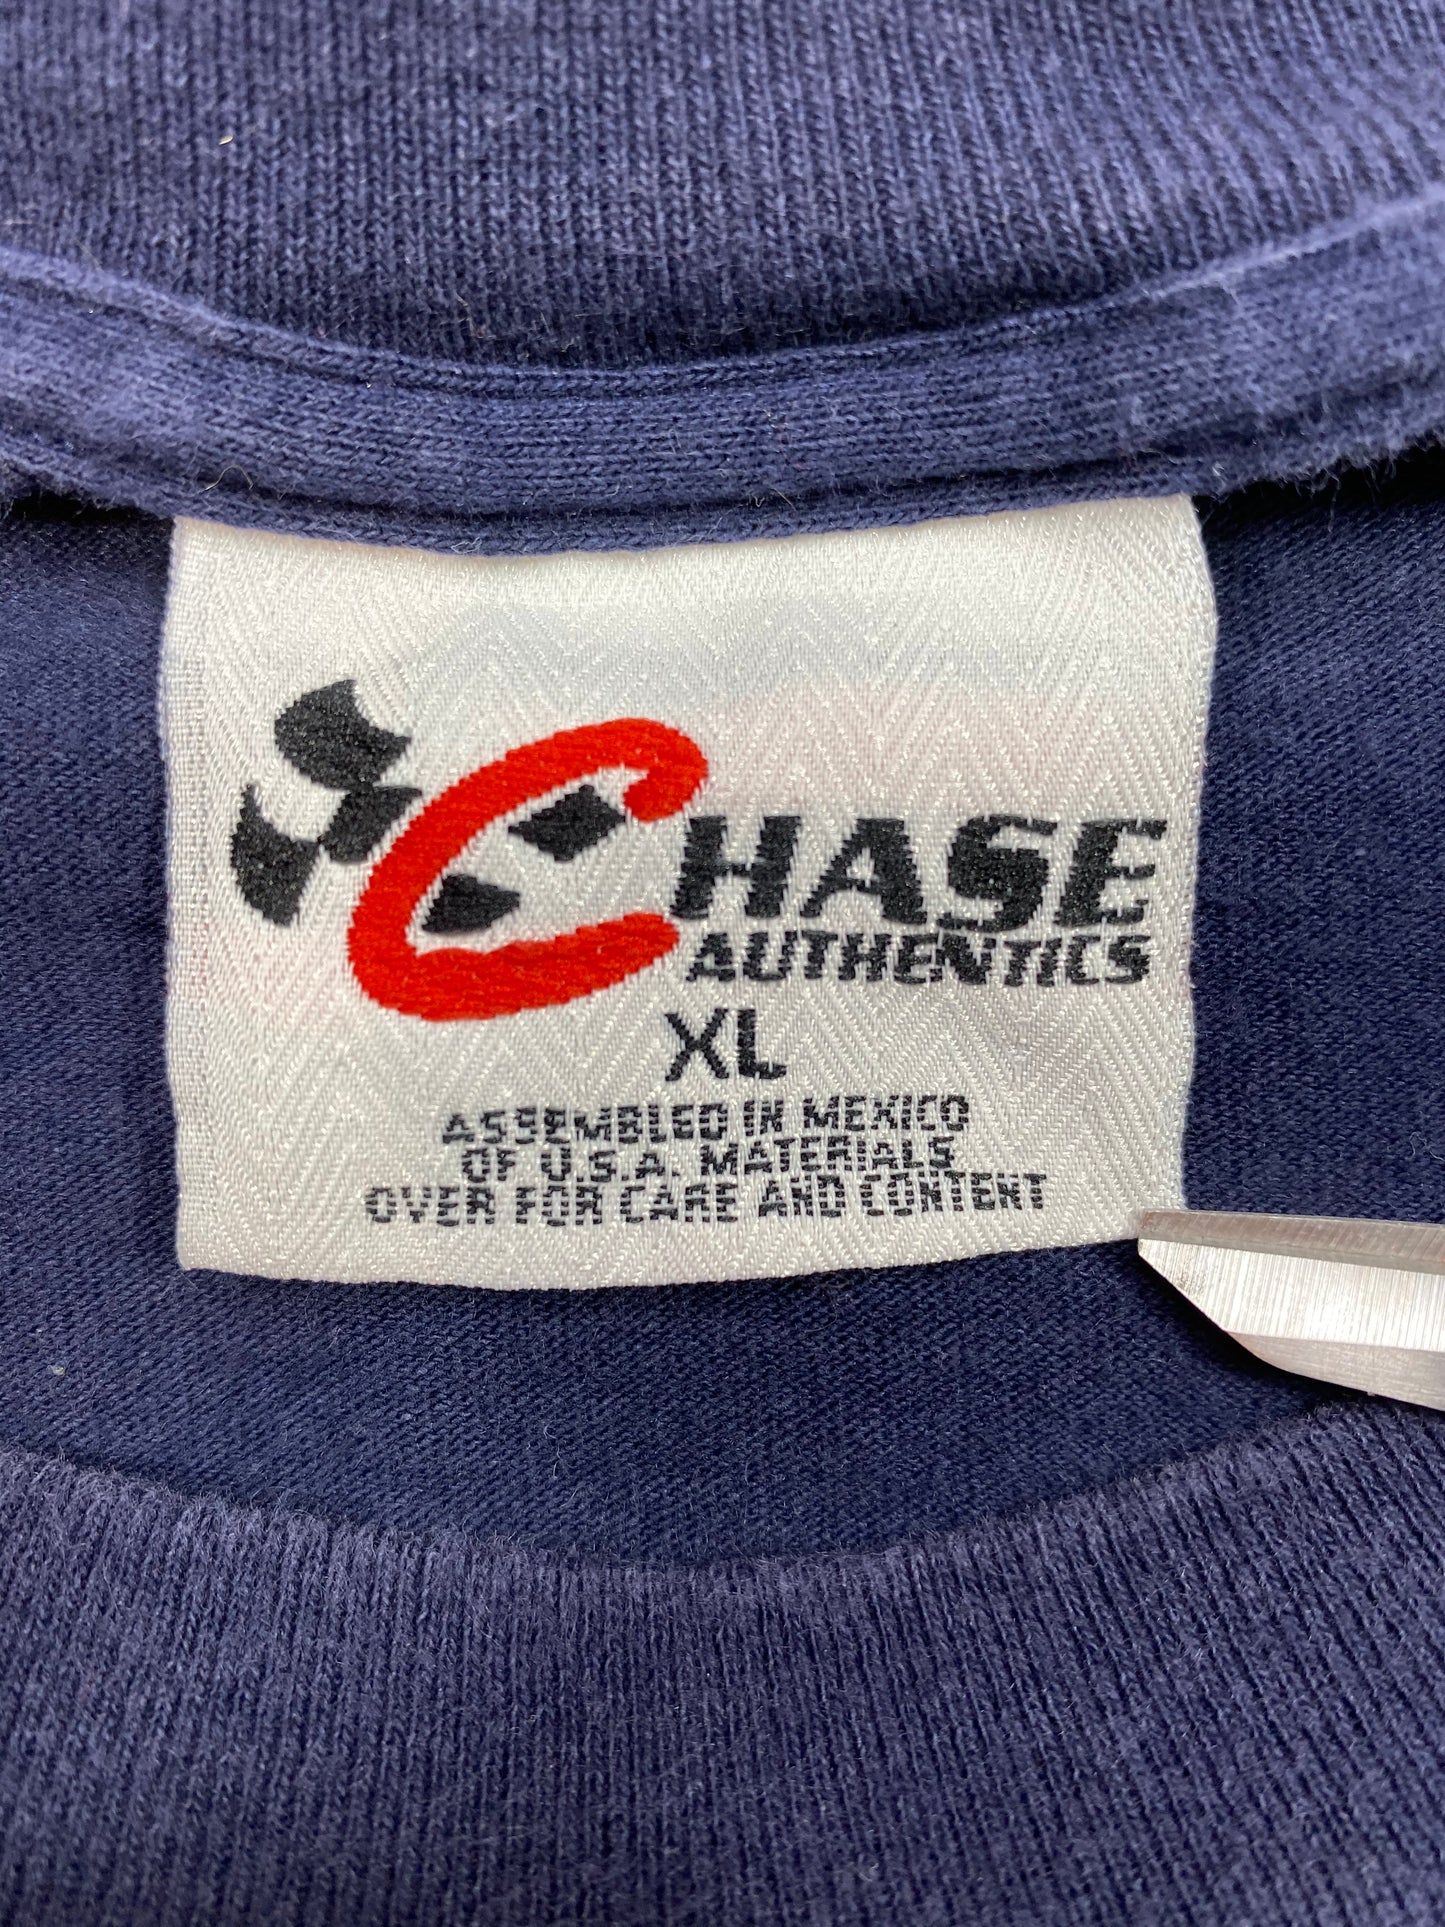 CHASE
AUTHENTICS
XL
ASSEMBLED IN MEXICO
OF U.S.A. MATERIALS
OVER FOR CARE AND CONTENT